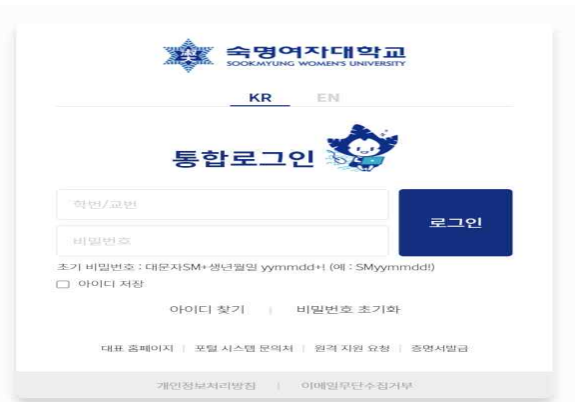 숙명여자대학교
SOOKMYUNG WOMEN'S UNIVERSITY
KR EN
통합로그인
학번/교번
로그인
비밀번호
초기 비밀번호 : 대문자SM+생년월일 yymmdd+! (예 : SMyymmdd!)
아이디 저장
아이디 찾기 | 비밀번호 초기화
대표 홈페이지 | 포털 시스템 문의처 | 원격 지원 요청 | 증명서발급
개인정보처리방침 | 이메일무단수집거부